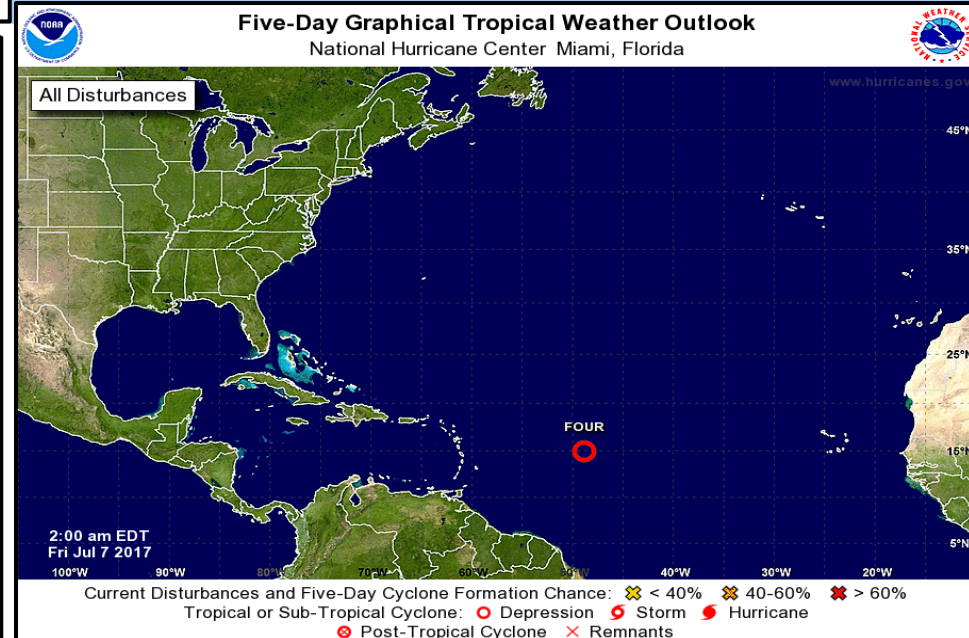 Five-Day Graphical Tropical Weather Outlook
National Hurricane Center Miami, Florida
NOAA
All Disturbances
www.hurricanes.gov
45°N
35°N
25°N
FOUR
15°N
5°N
2:00 am EDT
Fri Jul 7 2017
100°W 90°W 80°W 70°W 60°W 50°W 40°W 30°W 20°W
Current Disturbances and Five-Day Cyclone Formation Chance: < 40% 40-60% > 60%
Tropical or Sub-Tropical Cyclone: Depression Storm Hurricane
Post-Tropical Cyclone Remnants